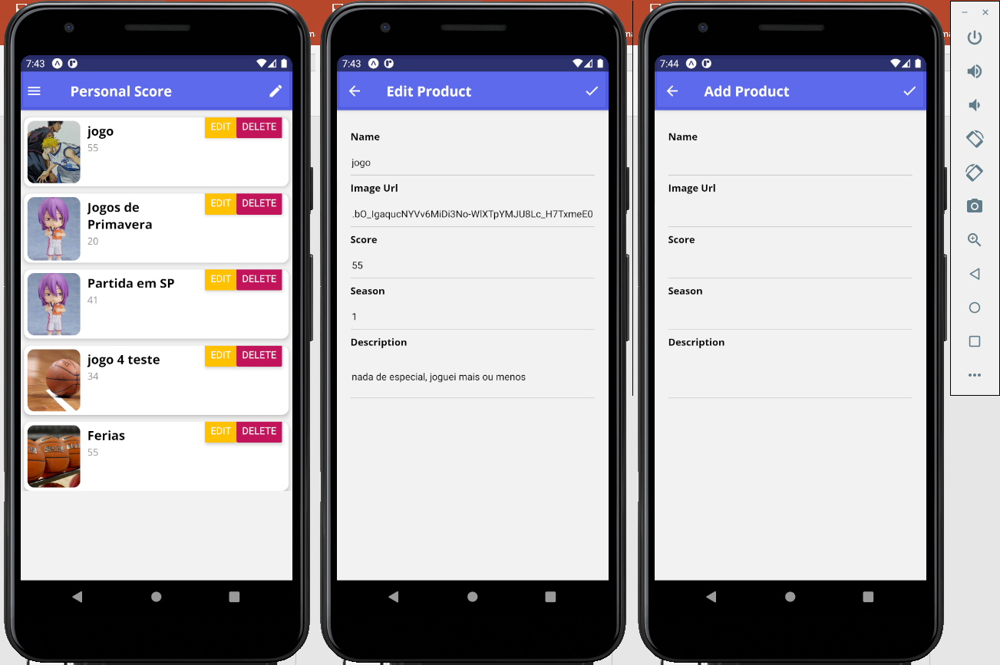 7:43
Personal Score
jogo
55
EDIT DELETE
Jogos de
Primavera
20
EDIT DELETE
Partida em SP
41
EDIT DELETE
jogo 4 teste
34
EDIT DELETE
Ferias
55
EDIT DELETE
7:43
Edit Product
Name
jogo
Image Url
.bO_IgaqucNYVv6MiDi3No-WlXTpYMJU8Lc_H7TxmeE0
Score
55
Season
1
Description
nada de especial, joguei mais ou menos
7:44
Add Product
Name
Image Url
Score
Season
Description